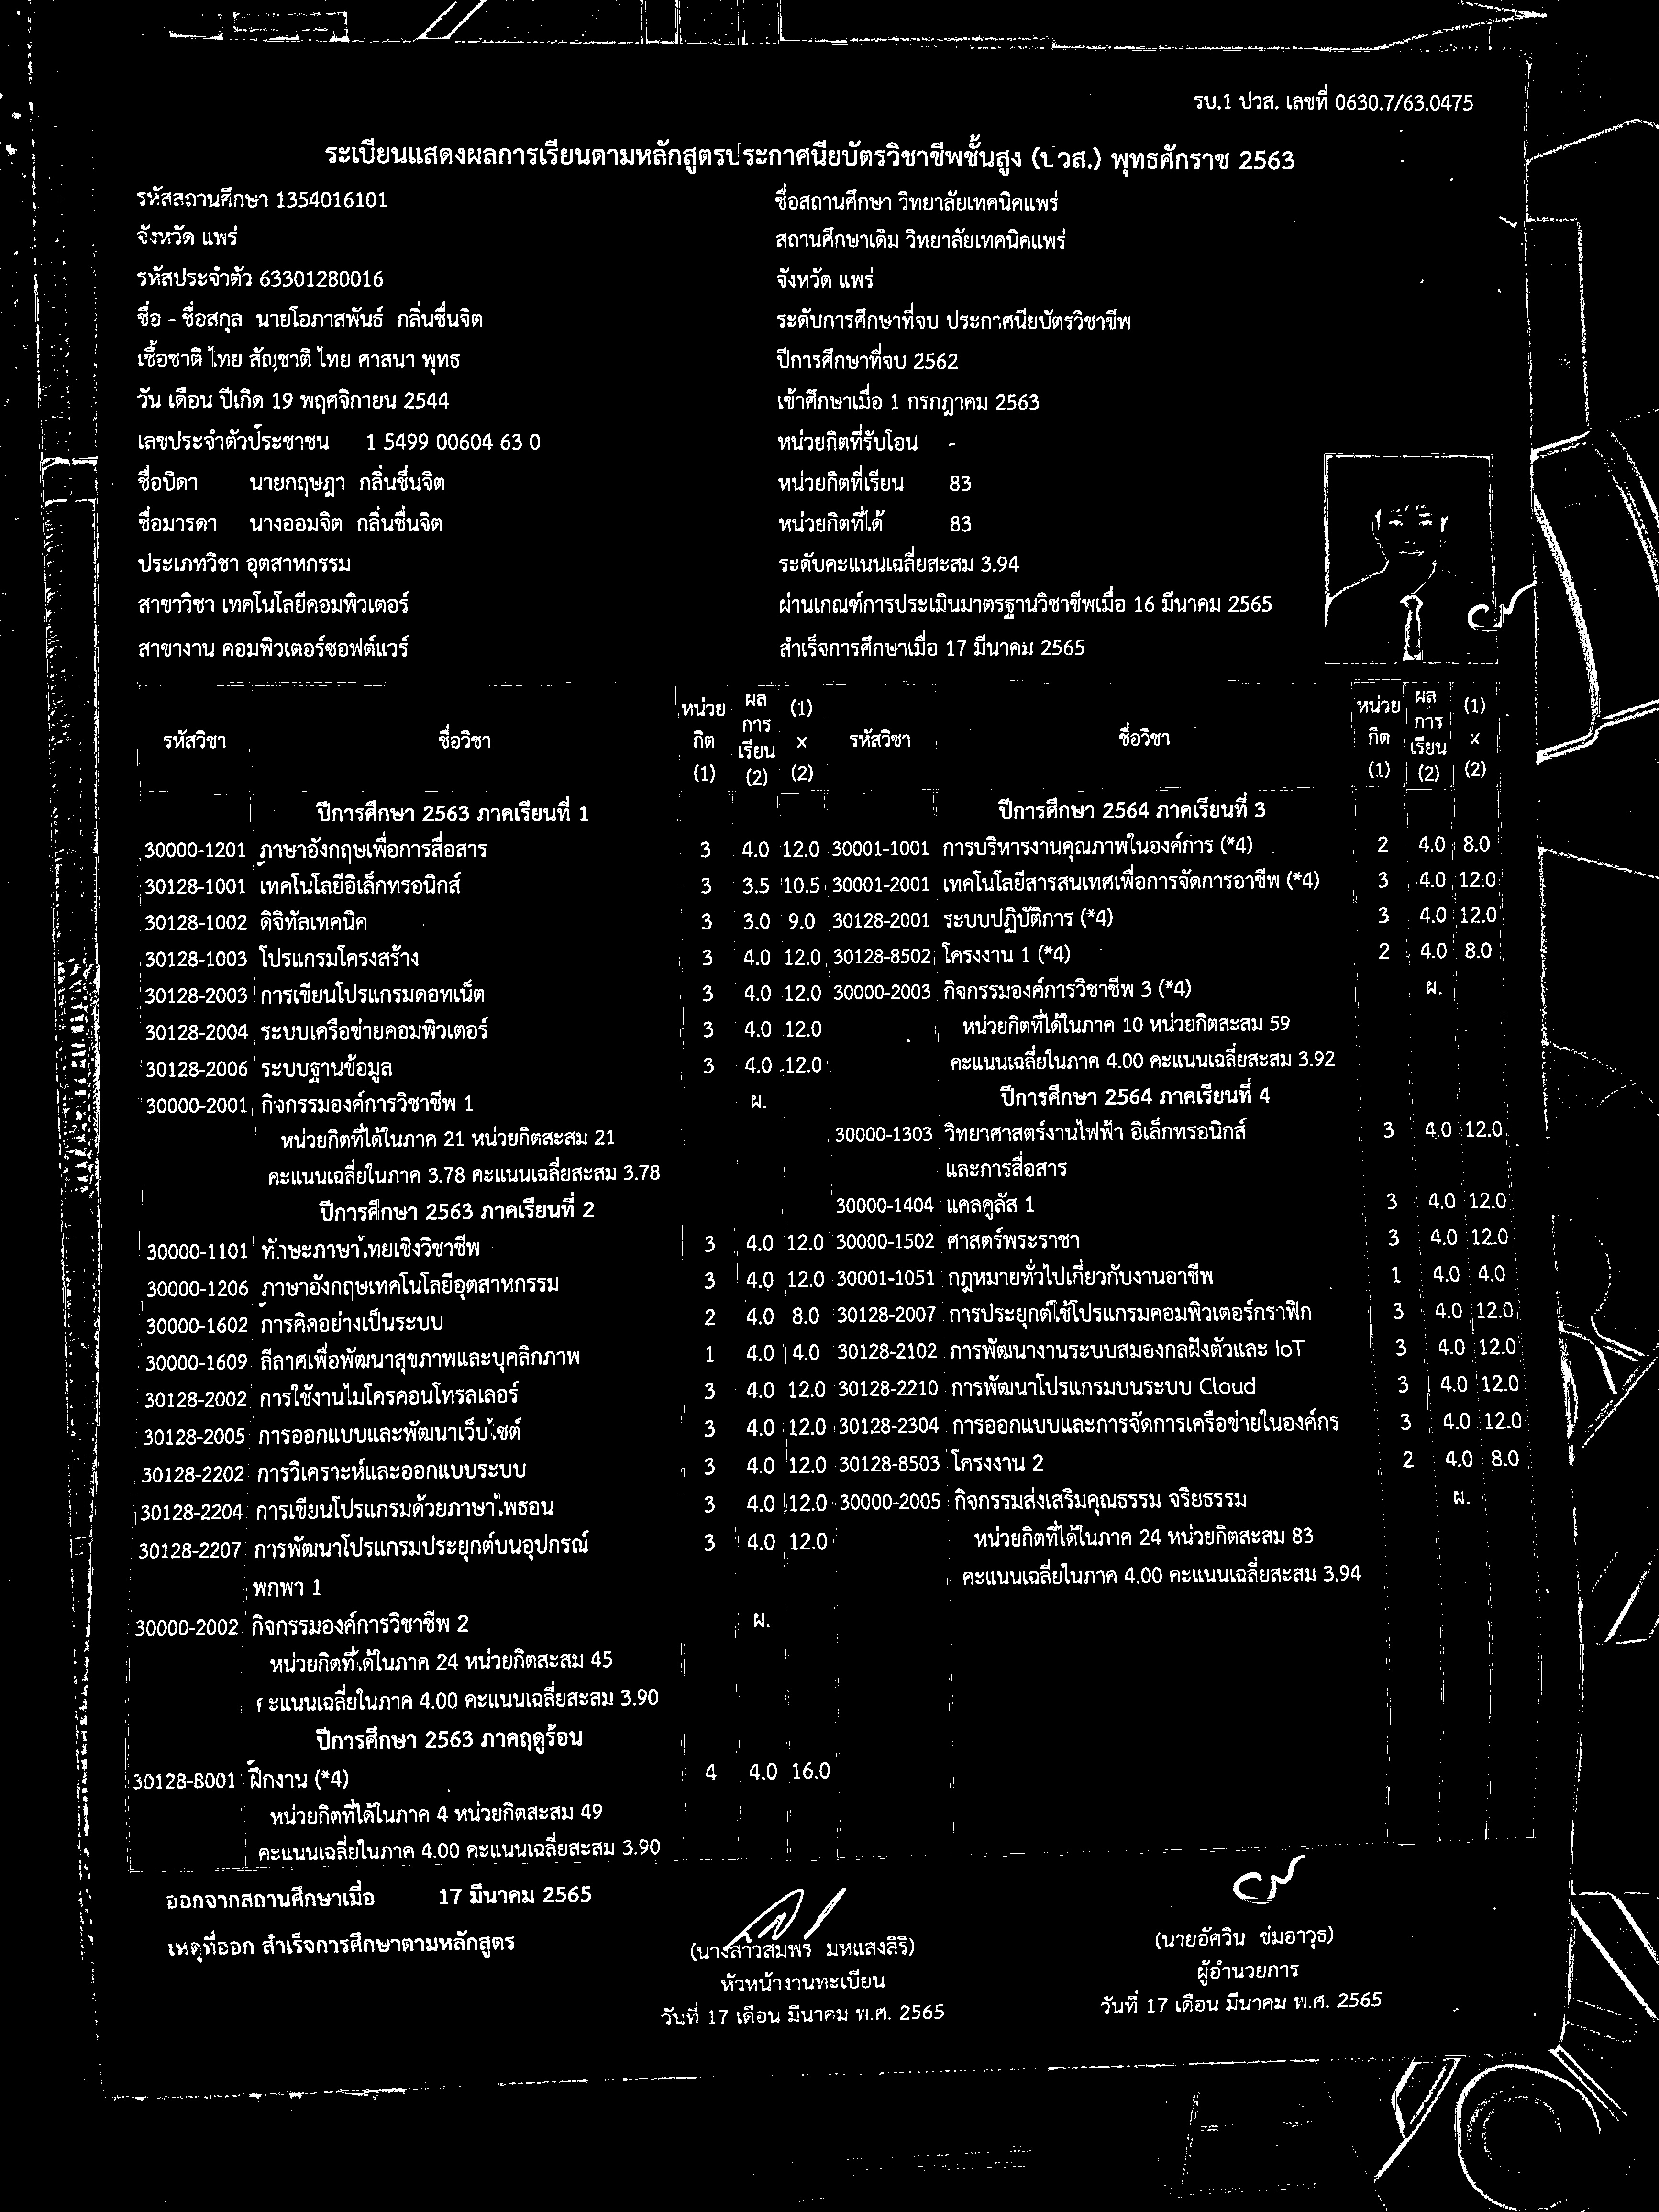 รบ.1 ปวส. เลขที่ 0630.7/63.0475
ระเบียนแสดงผลการเรียนตามหลักสูตรประกาศนียบัตรวิชาชีพชั้นสูง (ปวส.) พุทธศักราช 2563
รหัสสถานศึกษา 1354016101
จังหวัด แพร่
รหัสประจำตัว 63301280016
ชื่อ - ชื่อสกุล นายโอภาสพันธ์ กลิ่นชื่นจิต
เชื้อชาติ ไทย สัญชาติ ไทย ศาสนา พุทธ
วัน เดือน ปีเกิด 19 พฤศจิกายน 2544
เลขประจำตัวประชาชน 1 5499 00604 63 0
ชื่อบิดา นายกฤษฎา กลิ่นชื่นจิต
ชื่อมารดา นางออมจิต กลิ่นชื่นจิต
ประเภทวิชา อุตสาหกรรม
สาขาวิชา เทคโนโลยีคอมพิวเตอร์
สาขางาน คอมพิวเตอร์ซอฟต์แวร์
ชื่อสถานศึกษา วิทยาลัยเทคนิคแพร่
สถานศึกษาเดิม วิทยาลัยเทคนิคแพร่
จังหวัด แพร่
ระดับการศึกษาที่จบ ประกาศนียบัตรวิชาชีพ
ปีการศึกษาที่จบ 2562
เข้าศึกษาเมื่อ 1 กรกฎาคม 2563
หน่วยกิตที่รับโอน -
หน่วยกิตที่เรียน 83
หน่วยกิตที่ได้ 83
ระดับคะแนนเฉลี่ยสะสม 3.94
ผ่านเกณฑ์การประเมินมาตรฐานวิชาชีพเมื่อ 16 มีนาคม 2565
สำเร็จการศึกษาเมื่อ 17 มีนาคม 2565
รหัสวิชา ชื่อวิชา หน่วยกิต (1) ผลการเรียน (2) (1) x (2)
ปีการศึกษา 2563 ภาคเรียนที่ 1
30000-1201 ภาษาอังกฤษเพื่อการสื่อสาร 3 4.0 12.0
30128-1001 เทคโนโลยีอิเล็กทรอนิกส์ 3 3.5 10.5
30128-1002 ดิจิทัลเทคนิค 3 3.0 9.0
30128-1003 โปรแกรมโครงสร้าง 3 4.0 12.0
30128-2003 การเขียนโปรแกรมดอทเน็ต 3 4.0 12.0
30128-2004 ระบบเครือข่ายคอมพิวเตอร์ 3 4.0 12.0
30128-2006 ระบบฐานข้อมูล 3 4.0 12.0
30000-2001 กิจกรรมองค์การวิชาชีพ 1 ผ.
หน่วยกิตที่ได้ในภาค 21 หน่วยกิตสะสม 21
คะแนนเฉลี่ยในภาค 3.78 คะแนนเฉลี่ยสะสม 3.78
ปีการศึกษา 2563 ภาคเรียนที่ 2
30000-1101 ทักษะภาษาไทยเชิงวิชาชีพ 3 4.0 12.0
30000-1206 ภาษาอังกฤษเทคโนโลยีอุตสาหกรรม 3 4.0 12.0
30000-1602 การคิดอย่างเป็นระบบ 2 4.0 8.0
30000-1609 ลีลาศเพื่อพัฒนาสุขภาพและบุคลิกภาพ 1 4.0 4.0
30128-2002 การใช้งานไมโครคอนโทรลเลอร์ 3 4.0 12.0
30128-2005 การออกแบบและพัฒนาเว็บไซต์ 3 4.0 12.0
30128-2202 การวิเคราะห์และออกแบบระบบ 3 4.0 12.0
30128-2204 การเขียนโปรแกรมด้วยภาษาไพธอน 3 4.0 12.0
30128-2207 การพัฒนาโปรแกรมประยุกต์บนอุปกรณ์ 3 4.0 12.0
พกพา 1
30000-2002 กิจกรรมองค์การวิชาชีพ 2 ผ.
หน่วยกิตที่ได้ในภาค 24 หน่วยกิตสะสม 45
คะแนนเฉลี่ยในภาค 4.00 คะแนนเฉลี่ยสะสม 3.90
ปีการศึกษา 2563 ภาคฤดูร้อน
30128-8001 ฝึกงาน (*4) 4 4.0 16.0
หน่วยกิตที่ได้ในภาค 4 หน่วยกิตสะสม 49
คะแนนเฉลี่ยในภาค 4.00 คะแนนเฉลี่ยสะสม 3.90
รหัสวิชา ชื่อวิชา หน่วยกิต (1) ผลการเรียน (2) (1) x (2)
ปีการศึกษา 2564 ภาคเรียนที่ 3
30001-1001 การบริหารงานคุณภาพในองค์การ (*4) 2 4.0 8.0
30001-2001 เทคโนโลยีสารสนเทศเพื่อการจัดการอาชีพ (*4) 3 4.0 12.0
30128-2001 ระบบปฏิบัติการ (*4) 3 4.0 12.0
30128-8502 โครงงาน 1 (*4) 2 4.0 8.0
30000-2003 กิจกรรมองค์การวิชาชีพ 3 (*4) ผ.
หน่วยกิตที่ได้ในภาค 10 หน่วยกิตสะสม 59
คะแนนเฉลี่ยในภาค 4.00 คะแนนเฉลี่ยสะสม 3.92
ปีการศึกษา 2564 ภาคเรียนที่ 4
30000-1303 วิทยาศาสตร์งานไฟฟ้า อิเล็กทรอนิกส์ 3 4.0 12.0
และการสื่อสาร
30000-1404 แคลคูลัส 1 3 4.0 12.0
30000-1502 ศาสตร์พระราชา 3 4.0 12.0
30001-1051 กฎหมายทั่วไปเกี่ยวกับงานอาชีพ 1 4.0 4.0
30128-2007 การประยุกต์ใช้โปรแกรมคอมพิวเตอร์กราฟิก 3 4.0 12.0
30128-2102 การพัฒนางานระบบสมองกลฝังตัวและ IoT 3 4.0 12.0
30128-2210 การพัฒนาโปรแกรมบนระบบ Cloud 3 4.0 12.0
30128-2304 การออกแบบและการจัดการเครือข่ายในองค์กร 3 4.0 12.0
30128-8503 โครงงาน 2 2 4.0 8.0
30000-2005 กิจกรรมส่งเสริมคุณธรรม จริยธรรม ผ.
หน่วยกิตที่ได้ในภาค 24 หน่วยกิตสะสม 83
คะแนนเฉลี่ยในภาค 4.00 คะแนนเฉลี่ยสะสม 3.94
ออกจากสถานศึกษาเมื่อ 17 มีนาคม 2565
เหตุที่ออก สำเร็จการศึกษาตามหลักสูตร
(นางสาวสมพร มหแสงสิริ)
หัวหน้างานทะเบียน
วันที่ 17 เดือน มีนาคม พ.ศ. 2565
(นายอัศวิน ข่มอาวุธ)
ผู้อำนวยการ
วันที่ 17 เดือน มีนาคม พ.ศ. 2565